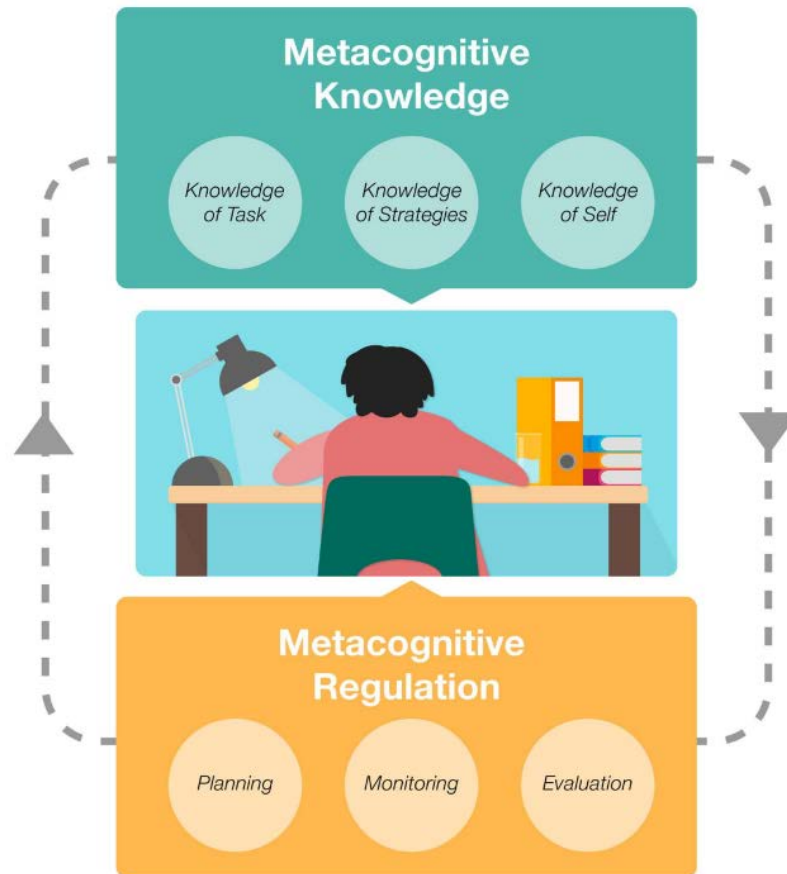 Metacognitive
Knowledge
Knowledge
of Task
Knowledge
of Strategies
Knowledge
of Self
Metacognitive
Regulation
Planning
Monitoring
Evaluation